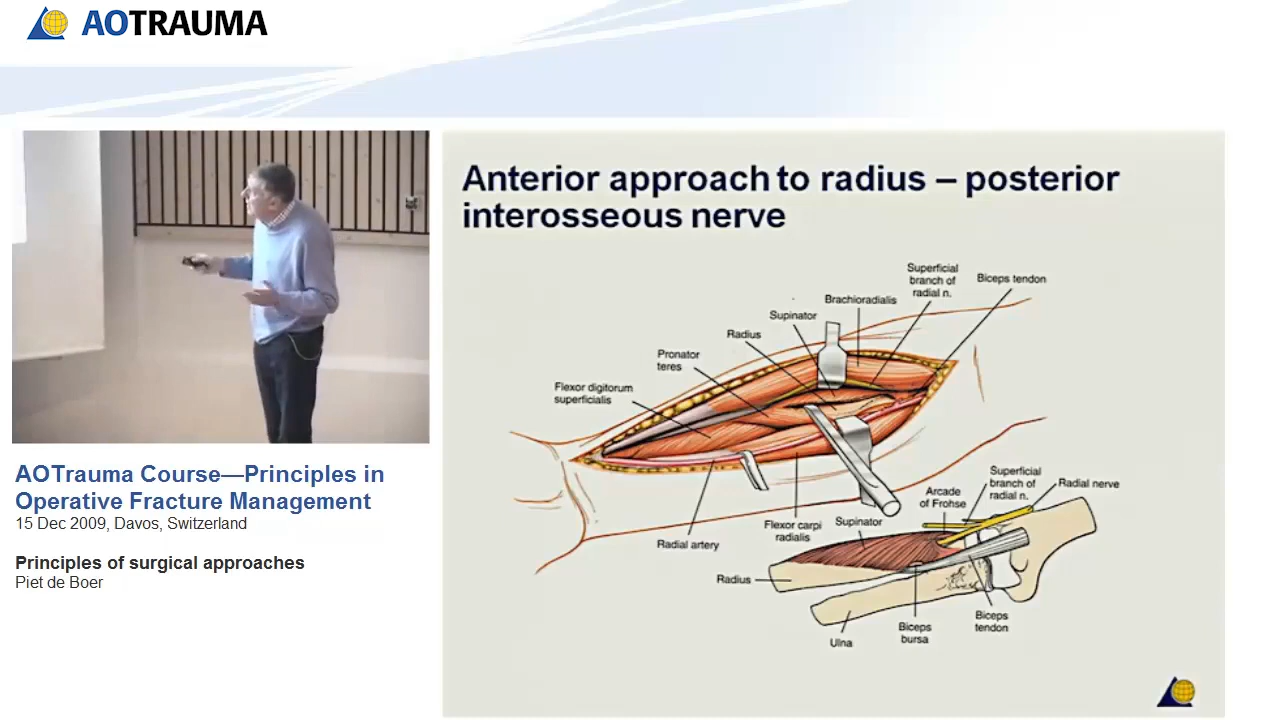 AOTRAUMA
Anterior approach to radius – posterior
interosseous nerve
Superficial
branch of
radial n.
Biceps tendon
Brachioradialis
Supinator
Radius
Pronator
teres
Flexor digitorum
superficialis
Superficial
branch of
radial n.
Radial nerve
Arcade
of Frohse
Supinator
Flexor carpi
radialis
Radial artery
Radius
Biceps
tendon
Biceps
bursa
Ulna
AOTrauma Course—Principles in
Operative Fracture Management
15 Dec 2009, Davos, Switzerland
Principles of surgical approaches
Piet de Boer